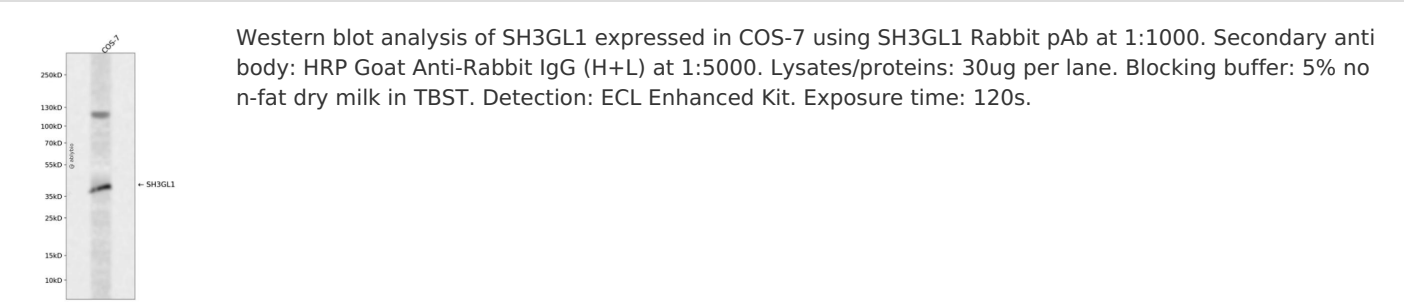 COS-7
250kD
130kD
100kD
70kD
55kD
35kD
25kD
15kD
10kD
← SH3GL1
Western blot analysis of SH3GL1 expressed in COS-7 using SH3GL1 Rabbit pAb at 1:1000. Secondary anti
body: HRP Goat Anti-Rabbit IgG (H+L) at 1:5000. Lysates/proteins: 30ug per lane. Blocking buffer: 5% no
n-fat dry milk in TBST. Detection: ECL Enhanced Kit. Exposure time: 120s.